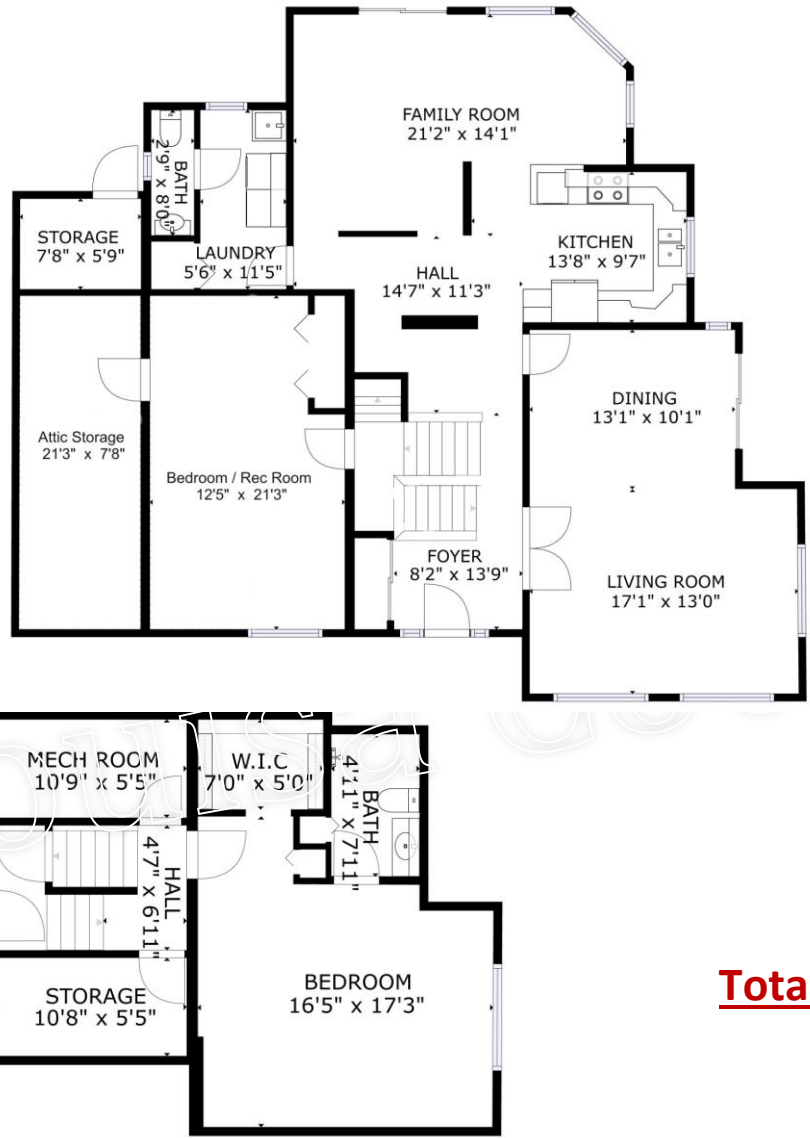 FAMILY ROOM
21'2" x 14'1"
BATH
2'9" x 8'0"
STORAGE
7'8" x 5'9"
LAUNDRY
5'6" x 11'5"
HALL
14'7" x 11'3"
KITCHEN
13'8" x 9'7"
DINING
13'1" x 10'1"
Attic Storage
21'3" x 7'8"
Bedroom / Rec Room
12'5" x 21'3"
FOYER
8'2" x 13'9"
LIVING ROOM
17'1" x 13'0"
MECH ROOM
10'9" x 5'5"
W.I.C
7'0" x 5'0"
BATH
4'11" x 7'11"
HALL
4'7" x 6'11"
STORAGE
10'8" x 5'5"
BEDROOM
16'5" x 17'3"
Tota